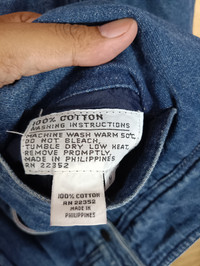 100% COTTON
WASHING INSTRUCTIONS
MACHINE WASH WARM 50°C
DO NOT BLEACH,
TUMBLE DRY LOW HEAT.
REMOVE PROMPTLY.
MADE IN PHILIPPINES
RN 22352
100% COTTON
RN 22352
MADE IN
PHILIPPINES